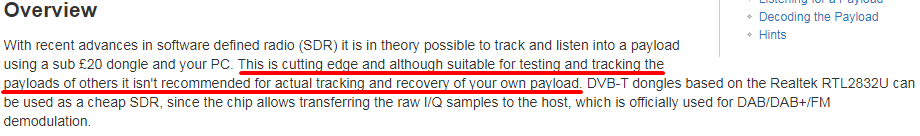 Overview
Listening for a Payload
Decoding the Payload
Hints
With recent advances in software defined radio (SDR) it is in theory possible to track and listen into a payload
using a sub £20 dongle and your PC. This is cutting edge and although suitable for testing and tracking the
payloads of others it isn't recommended for actual tracking and recovery of your own payload. DVB-T dongles based on the Realtek RTL2832U can
be used as a cheap SDR, since the chip allows transferring the raw I/Q samples to the host, which is officially used for DAB/DAB+/FM
demodulation.